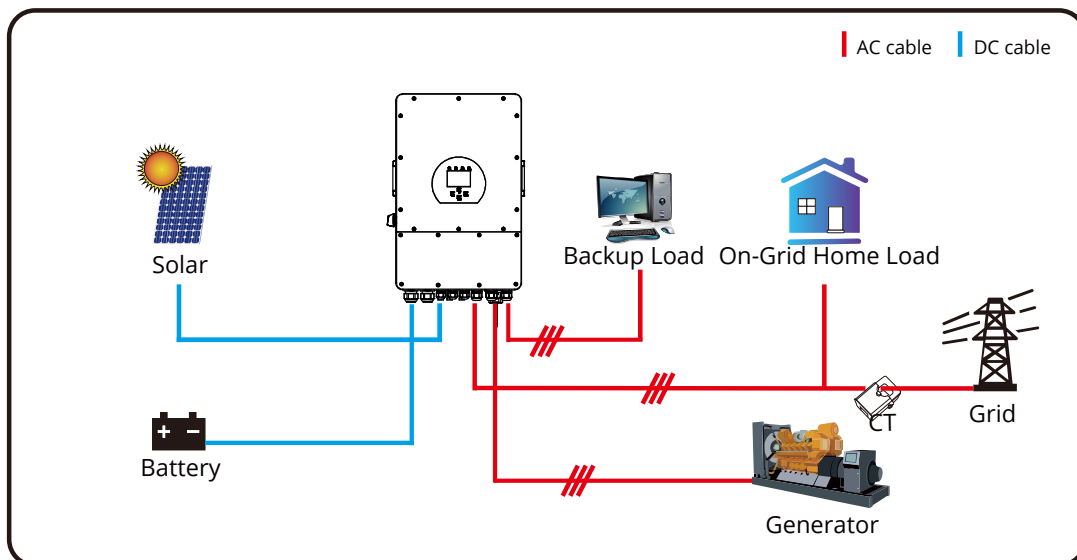 AC cable
DC cable
Solar
Backup Load
On-Grid Home Load
CT
Grid
Battery
+ −
Generator